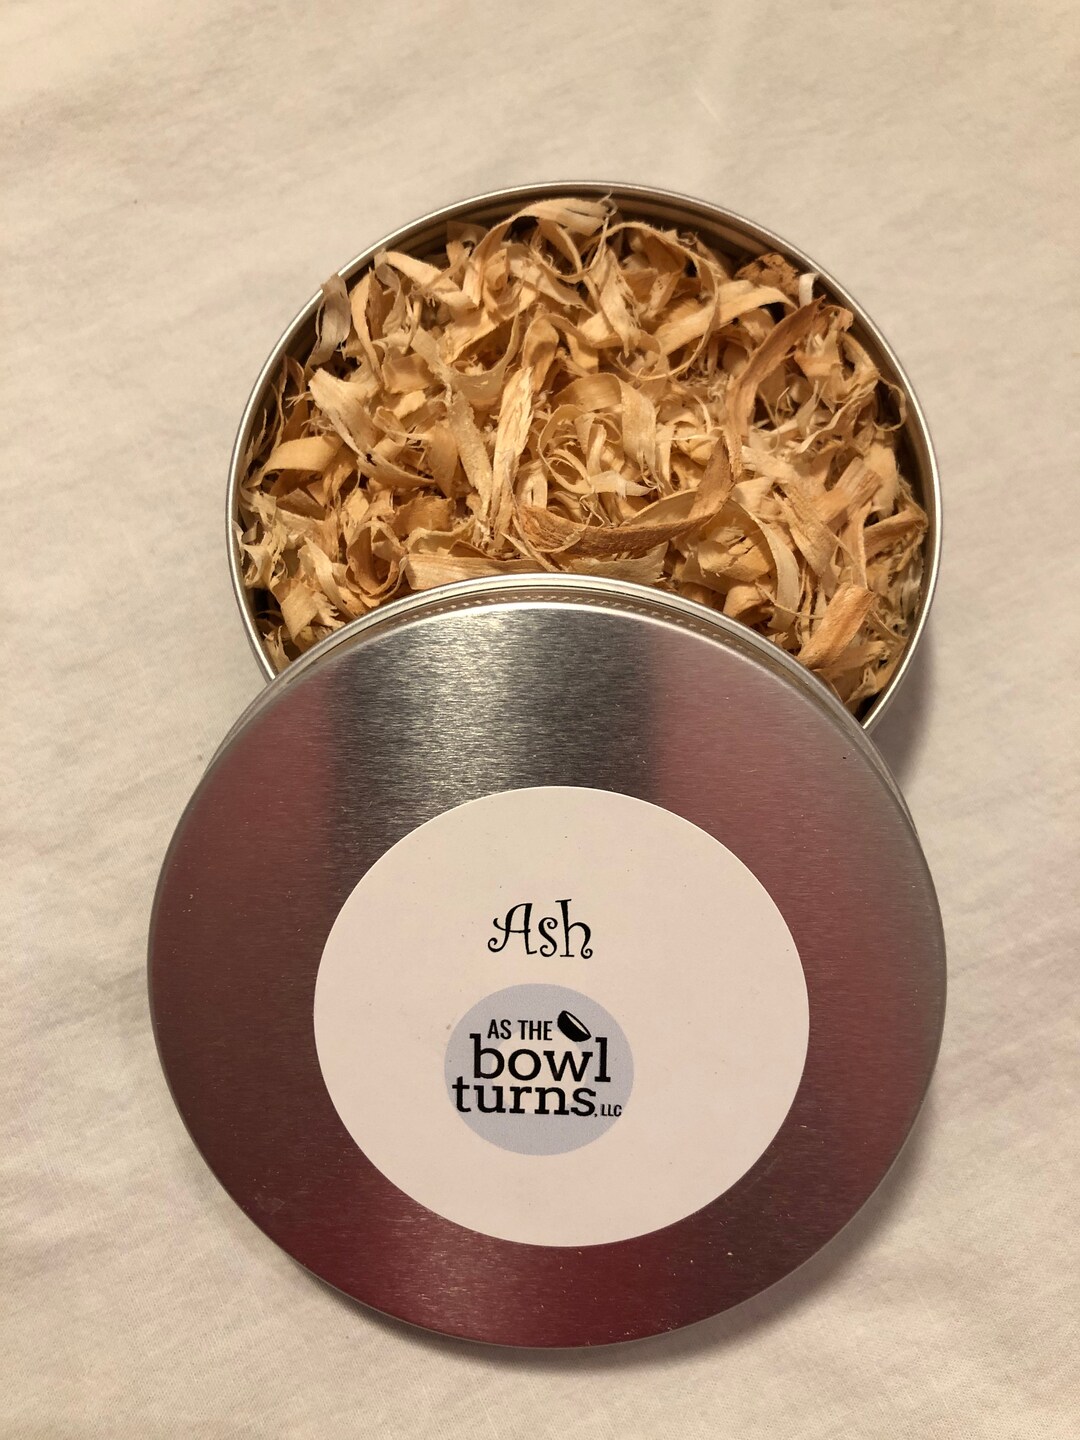 Ash
AS THE
bowl
turns, LLC